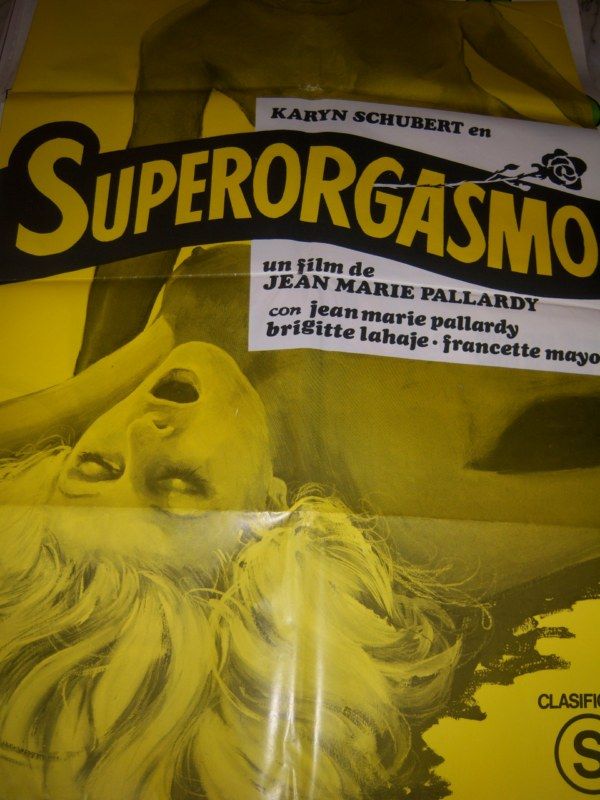 KARYN SCHUBERT en
SUPERORGASMO
un film de
JEAN MARIE PALLARDY
con jean marie pallardy
brigitte lahaje · francette mayo
CLASIFIC
S